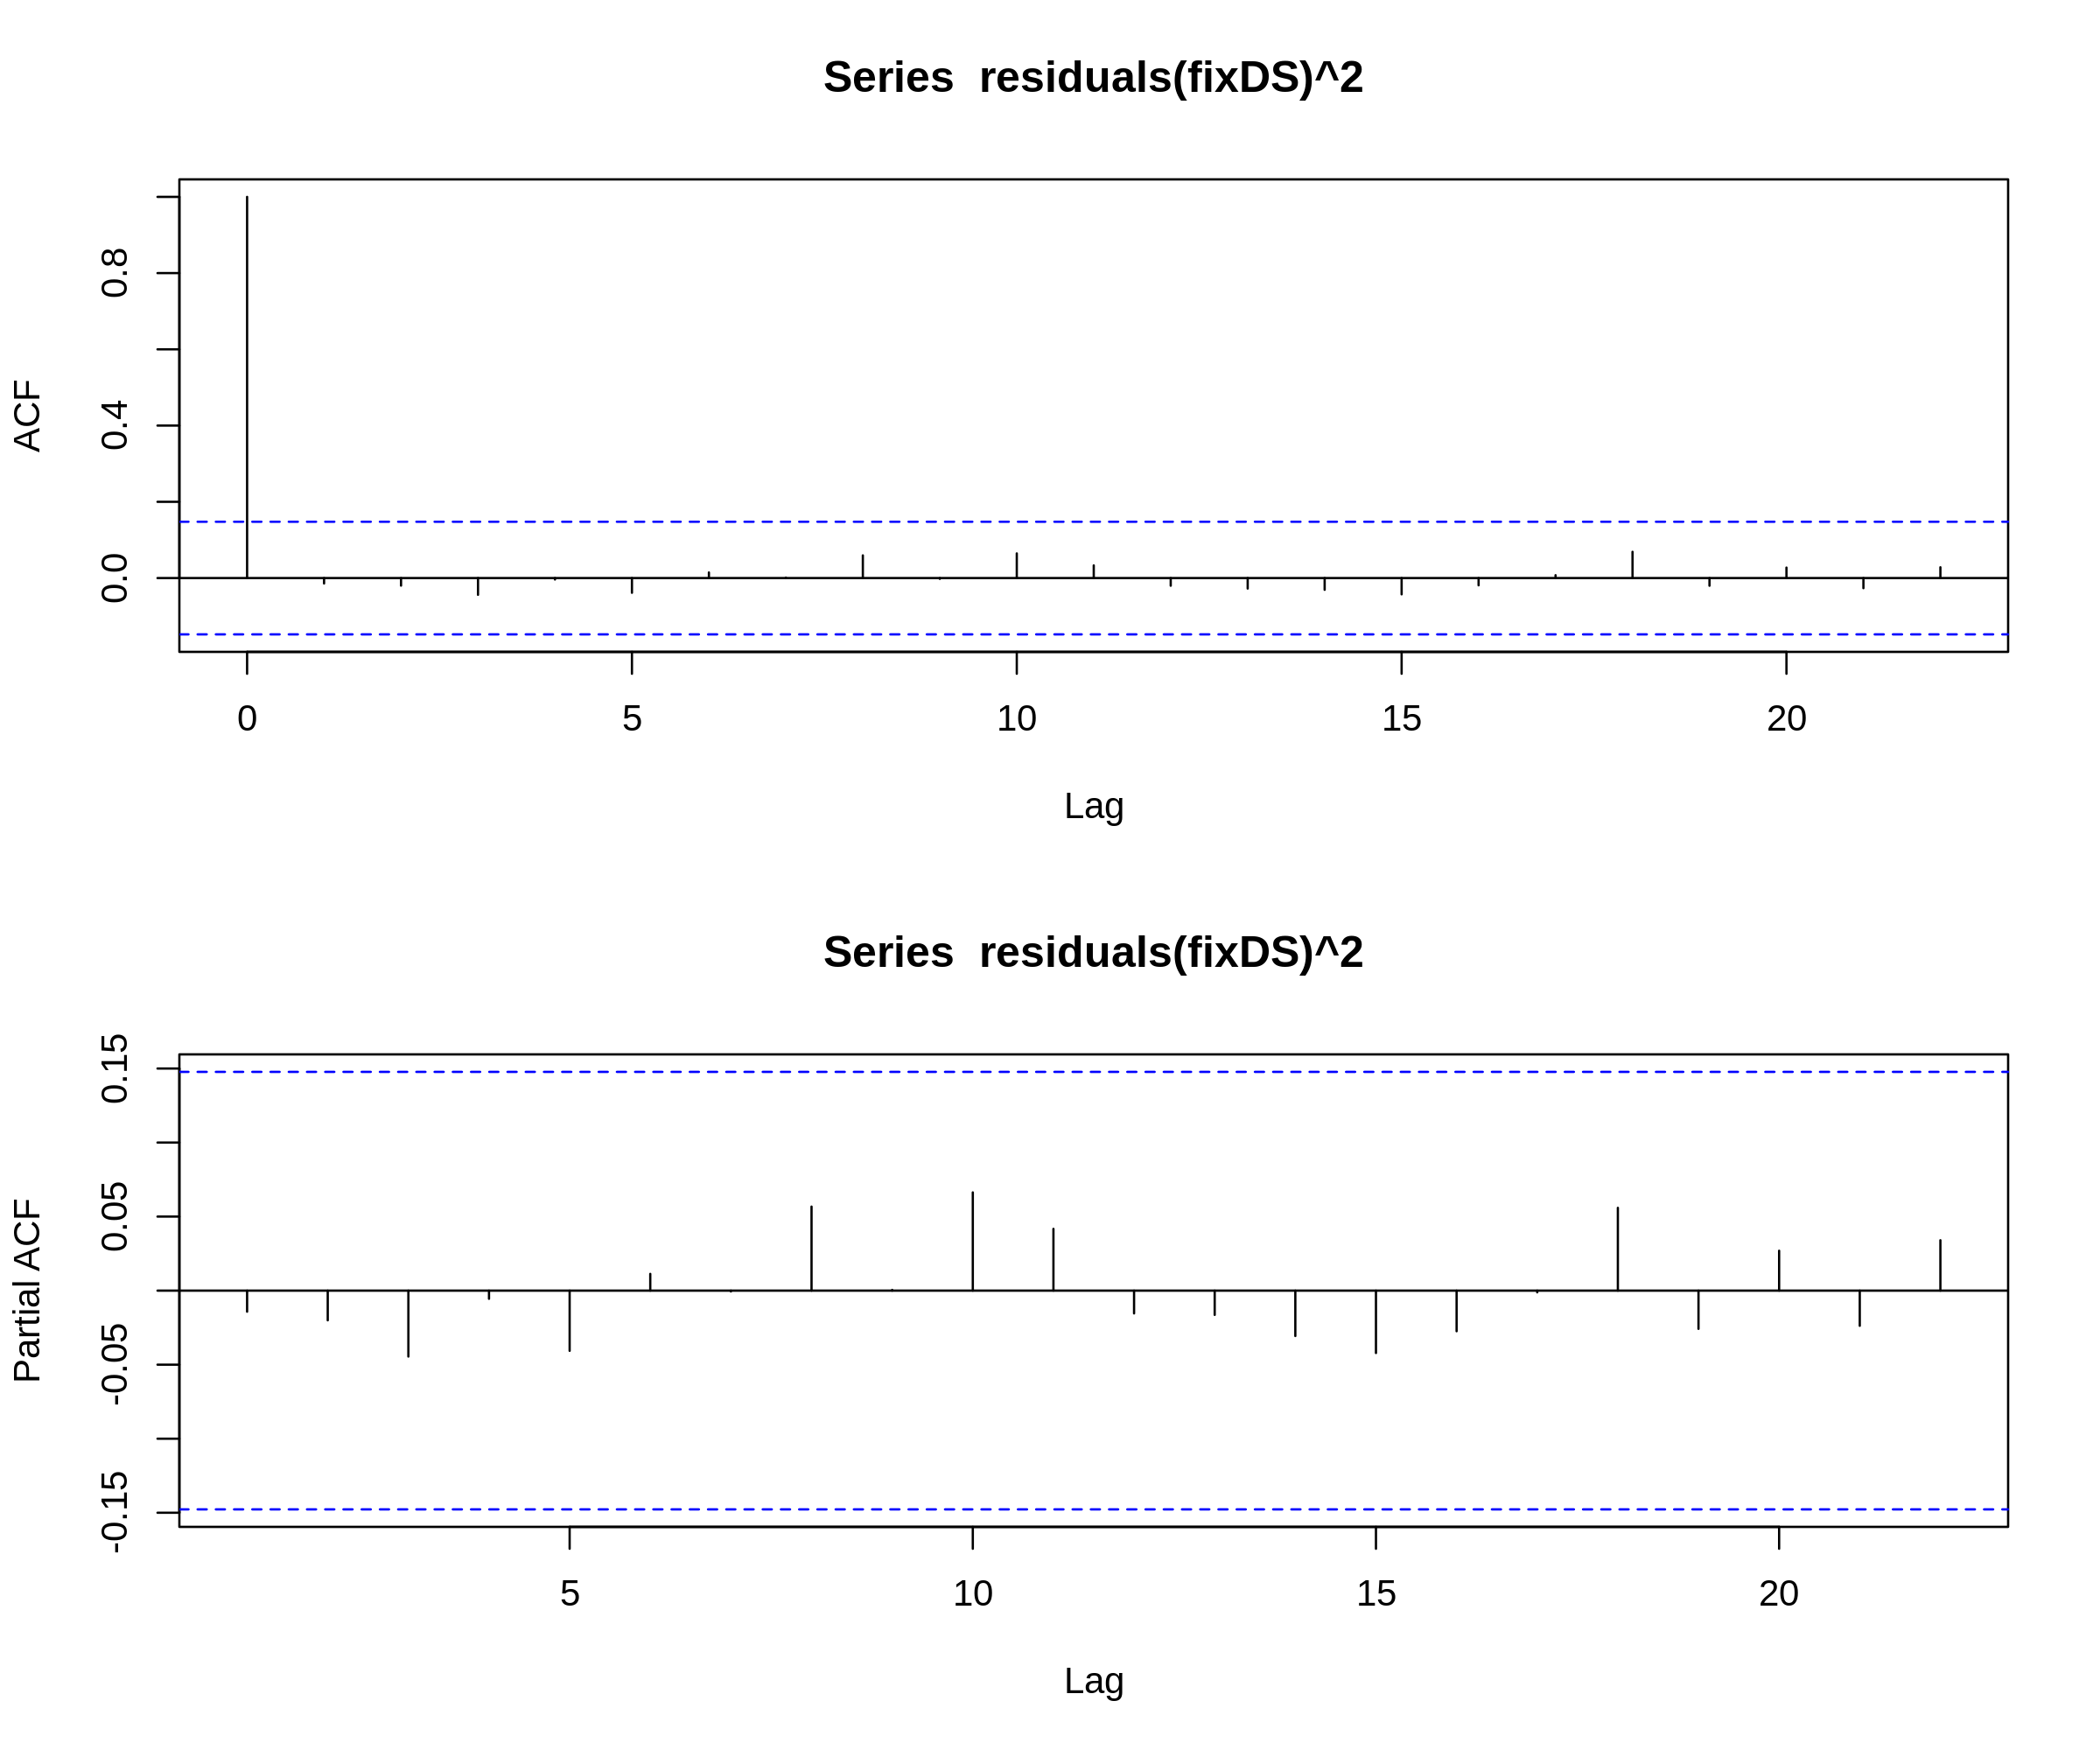 Series  residuals(fixDS)^2
ACF
0.0 0.4 0.8
0 5 10 15 20
Lag
Series  residuals(fixDS)^2
Partial ACF
-0.15 -0.05 0.05 0.15
5 10 15 20
Lag